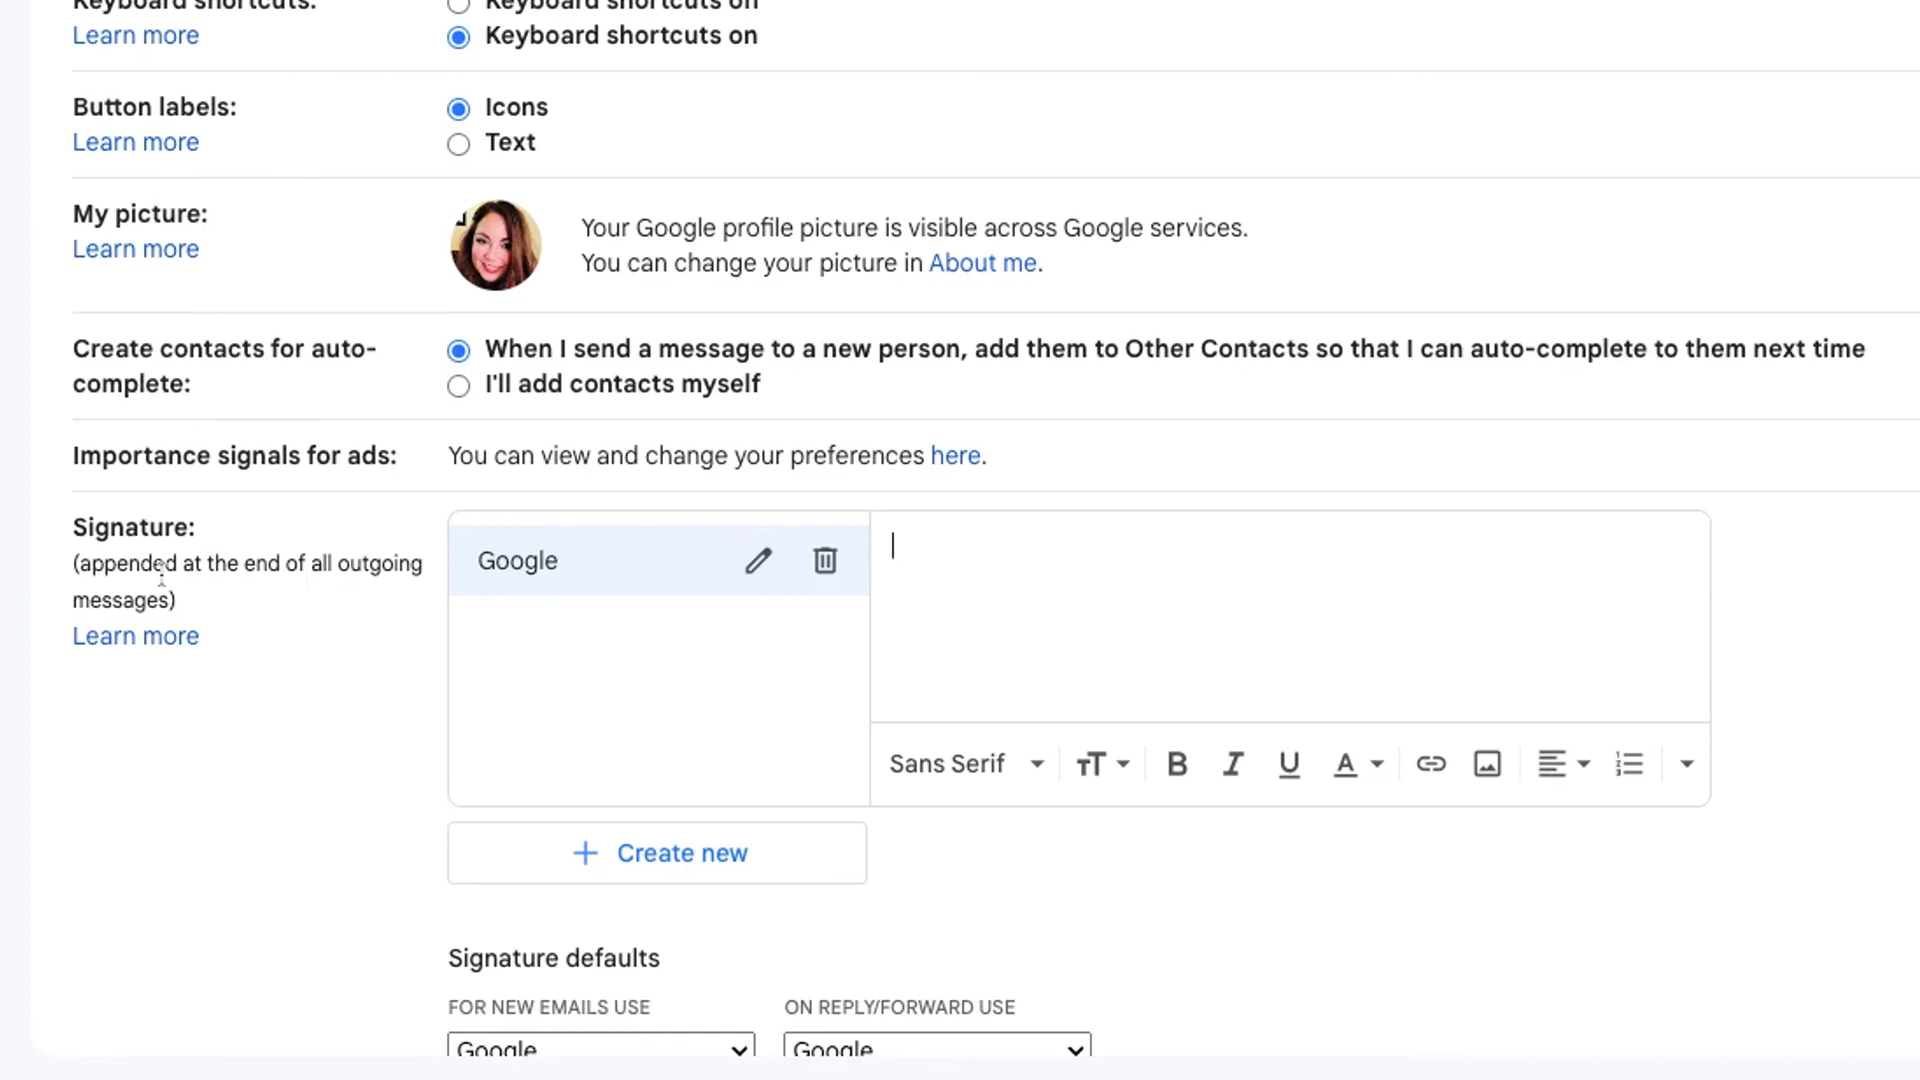 Keyboard shortcuts:
Keyboard shortcuts off
Learn more
Keyboard shortcuts on
Button labels:
Icons
Learn more
Text
My picture:
Learn more
Your Google profile picture is visible across Google services.
You can change your picture in About me.
Create contacts for auto-
complete:
When I send a message to a new person, add them to Other Contacts so that I can auto-complete to them next time
I'll add contacts myself
Importance signals for ads:
You can view and change your preferences here.
Signature:
(appended at the end of all outgoing
messages)
Learn more
Google
Sans Serif
Create new
Signature defaults
FOR NEW EMAILS USE
ON REPLY/FORWARD USE
Google
Google